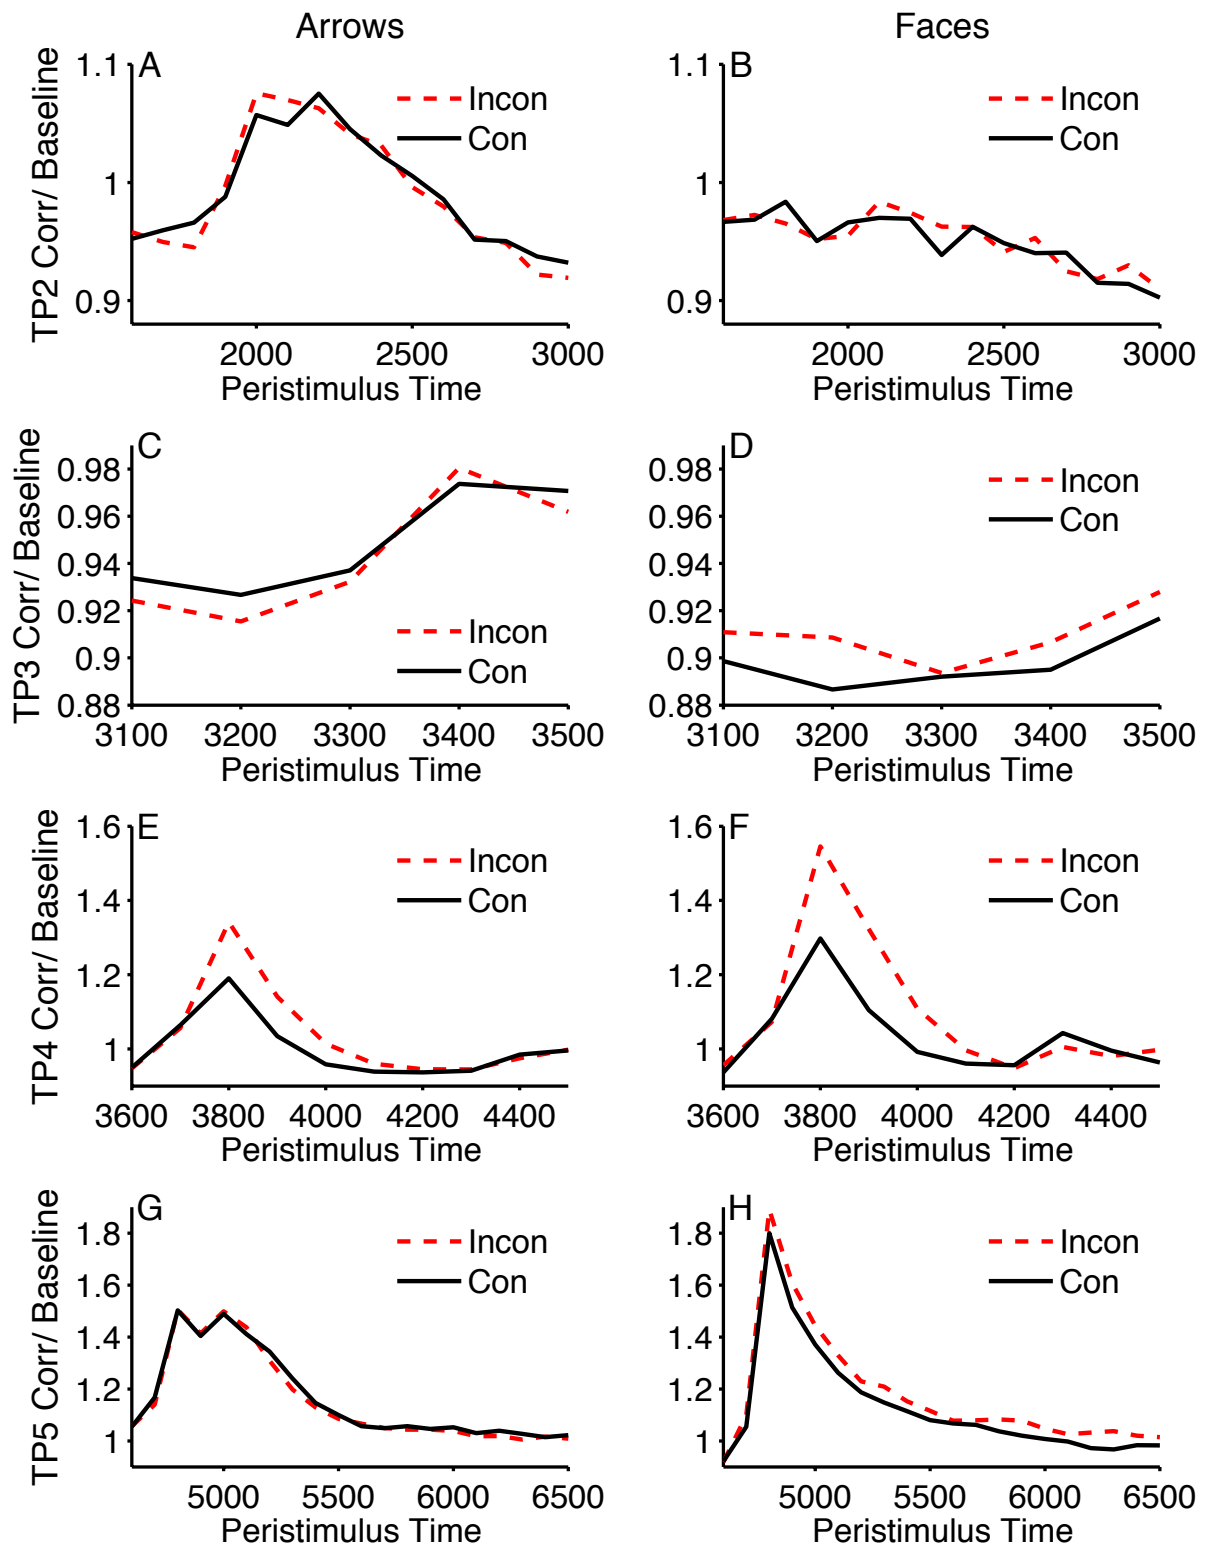 Arrows
Faces
TP2 Corr/ Baseline
1.1
1
0.9
A
Incon
Con
2000 2500 3000
Peristimulus Time
1.1
1
0.9
B
Incon
Con
2000 2500 3000
Peristimulus Time
TP3 Corr/ Baseline
0.98
0.96
0.94
0.92
0.9
0.88
C
Incon
Con
3100 3200 3300 3400 3500
Peristimulus Time
0.98
0.96
0.94
0.92
0.9
0.88
D
Incon
Con
3100 3200 3300 3400 3500
Peristimulus Time
TP4 Corr/ Baseline
1.6
1.4
1.2
1
E
Incon
Con
3600 3800 4000 4200 4400
Peristimulus Time
1.6
1.4
1.2
1
F
Incon
Con
3600 3800 4000 4200 4400
Peristimulus Time
TP5 Corr/ Baseline
1.8
1.6
1.4
1.2
1
G
Incon
Con
5000 5500 6000 6500
Peristimulus Time
1.8
1.6
1.4
1.2
1
H
Incon
Con
5000 5500 6000 6500
Peristimulus Time